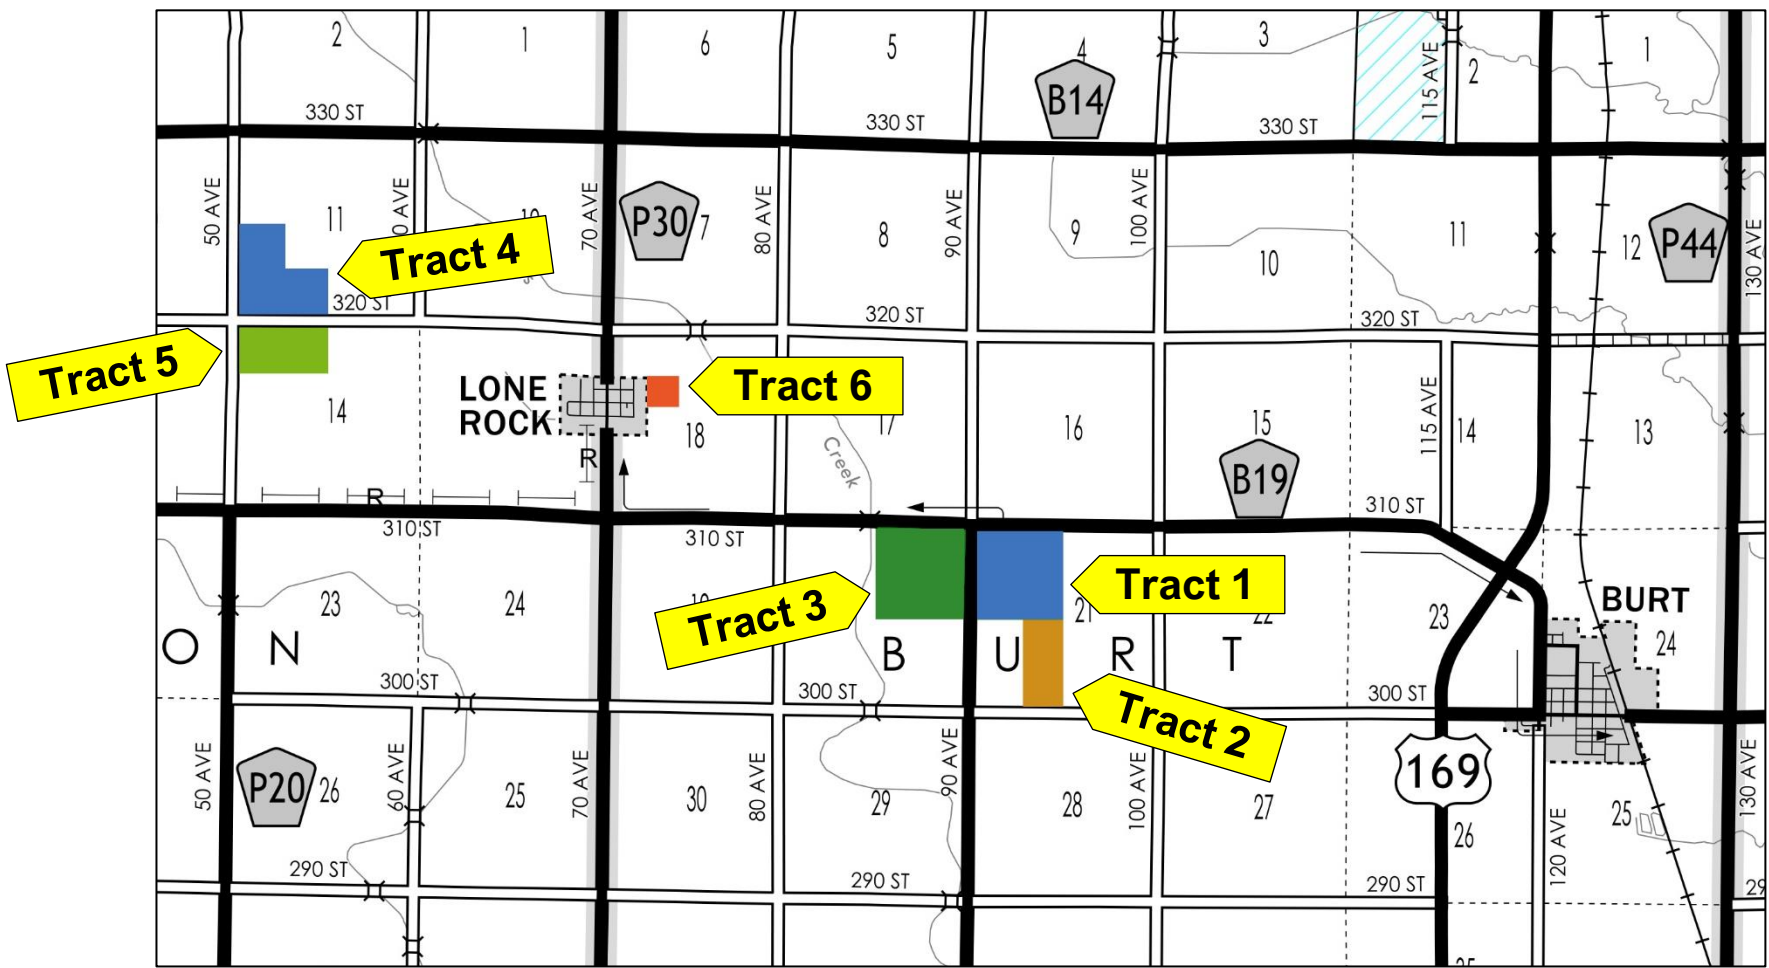 2 1 6 5 4 3 2 1
B14
115 AVE
330 ST 330 ST 330 ST
50 AVE 0 AVE 70 AVE 80 AVE 90 AVE 100 AVE 130 AVE
11 P30 7 8 9 10 11 12 P44
Tract 4
320 ST 320 ST 320 ST
Tract 5
LONE
ROCK
Tract 6
14 18 17 16 15 14 13
115 AVE
Creek
B19
R
R
310 ST 310 ST 310 ST
Tract 3
Tract 1
23 24 21 22 23 24
BURT
O N B U R T
300 ST 300 ST 300 ST
Tract 2
50 AVE 60 AVE 70 AVE 80 AVE 90 AVE 100 AVE 120 AVE 130 AVE
P20
169
26 25 30 29 28 27 26 25
290 ST 290 ST 290 ST 29